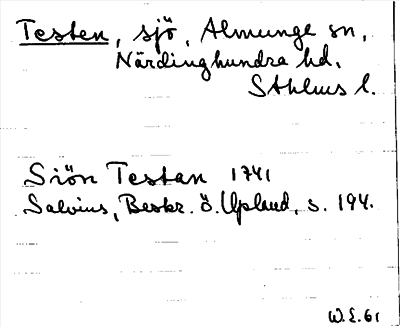 Testen, sjö, Almunge sn,
Närdinghundra hd,
Sthlms l.
Siön Testan 1741
Salvius, Beskr. ö. Upland, s. 194.
W.E. 61